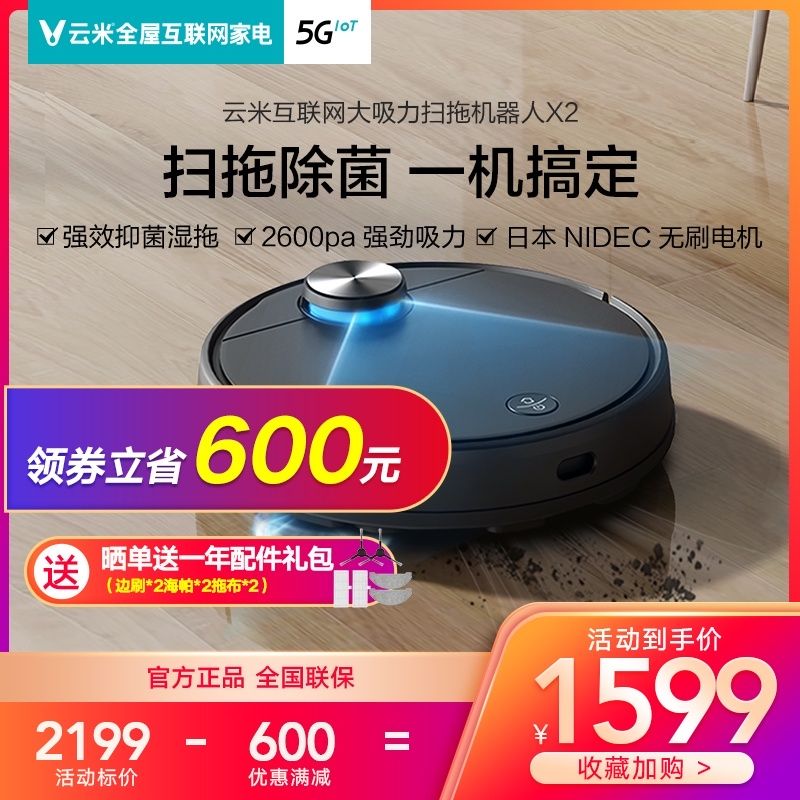 云米全屋互联网家电 5G IoT
云米互联网大吸力扫拖机器人X2
扫拖除菌 一机搞定
强效抑菌湿拖 2600pa 强劲吸力 日本 NIDEC 无刷电机
领券立省600元
送 晒单送一年配件礼包
（边刷*2海帕*2拖布*2）
官方正品 全国联保
活动到手价
2199 - 600 = ¥1599
活动标价 优惠满减
收藏加购 >